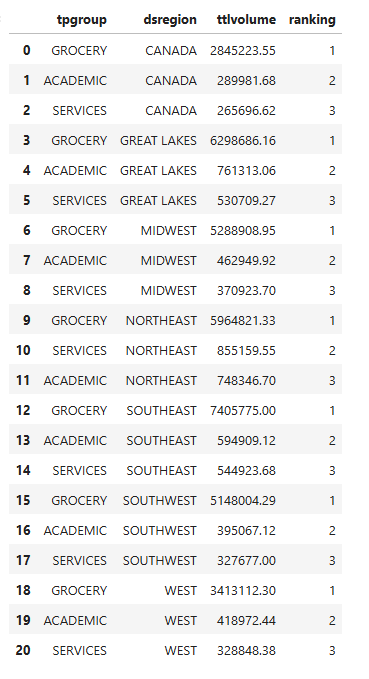 tpgroup dsregion ttlvolume ranking
0 GROCERY CANADA 2845223.55 1
1 ACADEMIC CANADA 289981.68 2
2 SERVICES CANADA 265696.62 3
3 GROCERY GREAT LAKES 6298686.16 1
4 ACADEMIC GREAT LAKES 761313.06 2
5 SERVICES GREAT LAKES 530709.27 3
6 GROCERY MIDWEST 5288908.95 1
7 ACADEMIC MIDWEST 462949.92 2
8 SERVICES MIDWEST 370923.70 3
9 GROCERY NORTHEAST 5964821.33 1
10 SERVICES NORTHEAST 855159.55 2
11 ACADEMIC NORTHEAST 748346.70 3
12 GROCERY SOUTHEAST 7405775.00 1
13 ACADEMIC SOUTHEAST 594909.12 2
14 SERVICES SOUTHEAST 544923.68 3
15 GROCERY SOUTHWEST 5148004.29 1
16 ACADEMIC SOUTHWEST 395067.12 2
17 SERVICES SOUTHWEST 327677.00 3
18 GROCERY WEST 3413112.30 1
19 ACADEMIC WEST 418972.44 2
20 SERVICES WEST 328848.38 3